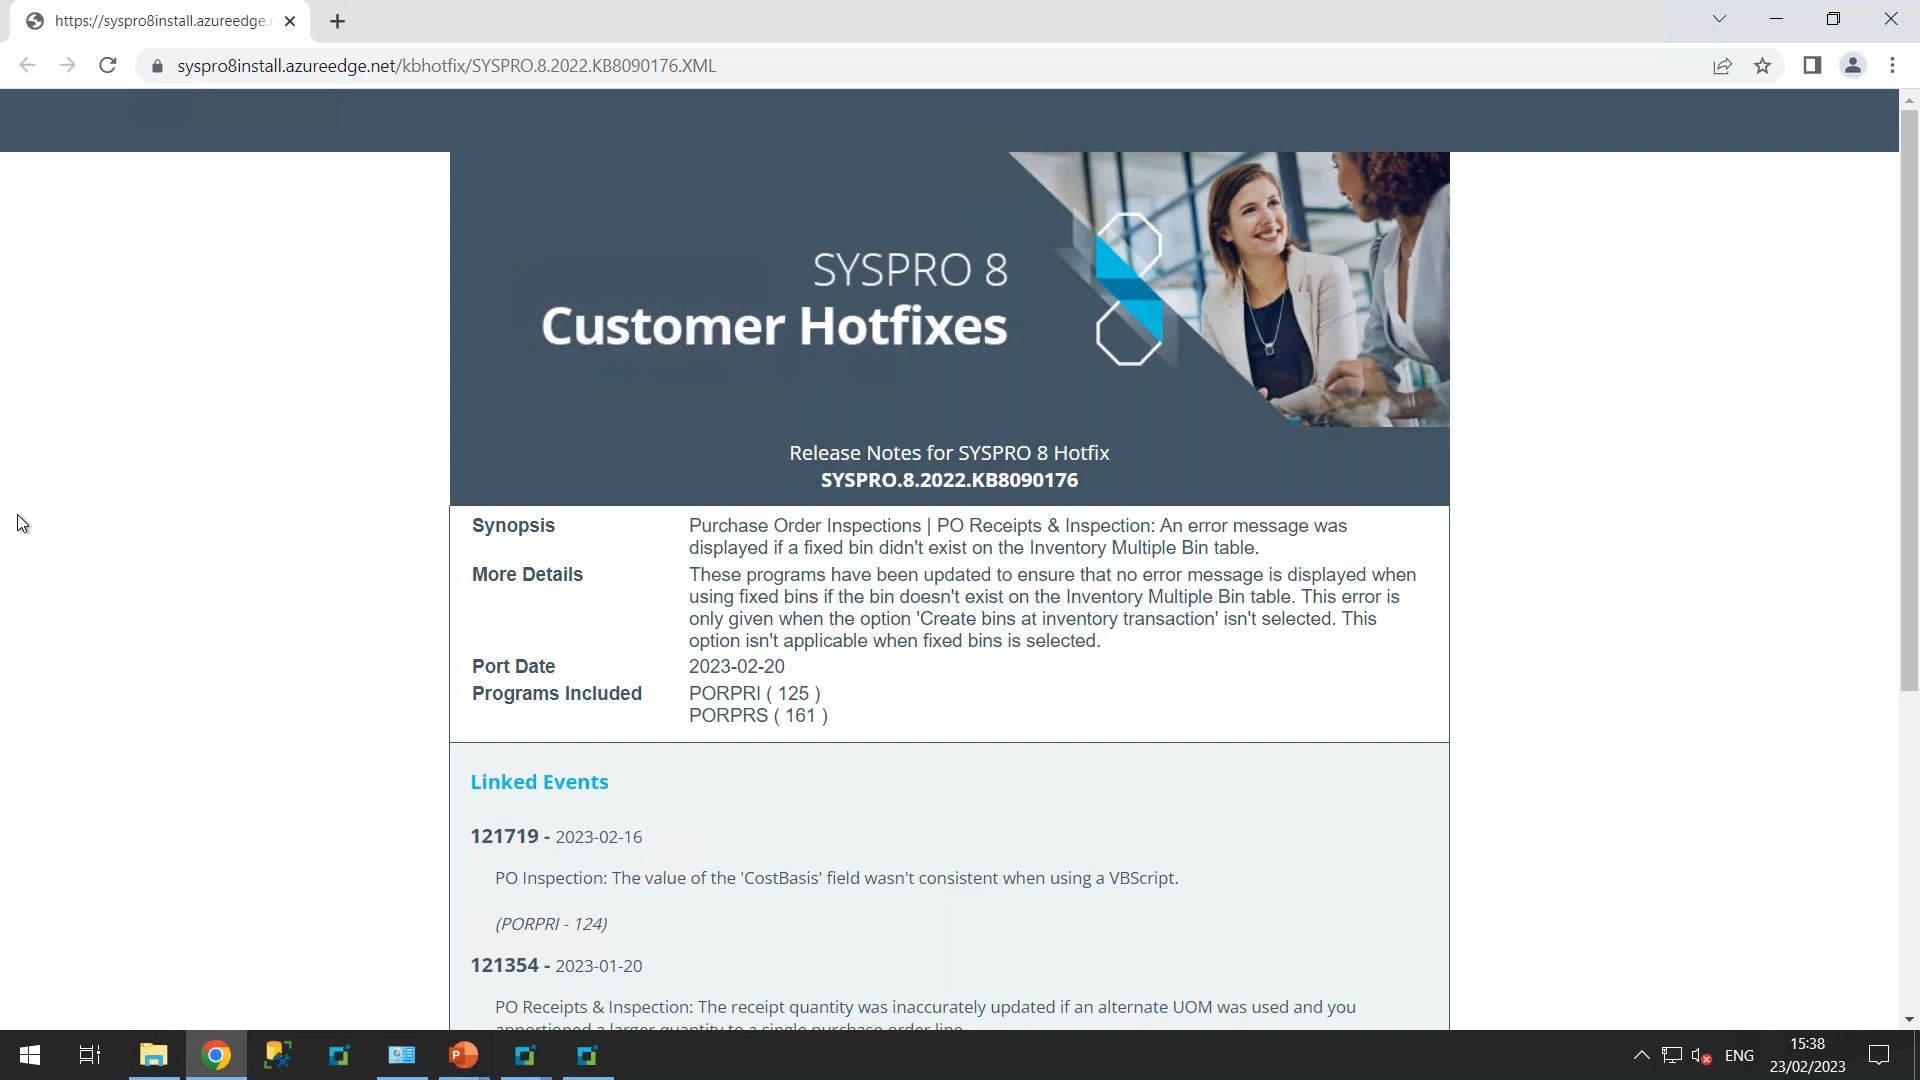 https://syspro8install.azureedge.
syspro8install.azureedge.net/kbhotfix/SYSPRO.8.2022.KB8090176.XML
SYSPRO 8
Customer Hotfixes
Release Notes for SYSPRO 8 Hotfix
SYSPRO.8.2022.KB8090176
Synopsis Purchase Order Inspections | PO Receipts & Inspection: An error message was
displayed if a fixed bin didn't exist on the Inventory Multiple Bin table.
More Details These programs have been updated to ensure that no error message is displayed when
using fixed bins if the bin doesn't exist on the Inventory Multiple Bin table. This error is
only given when the option 'Create bins at inventory transaction' isn't selected. This
option isn't applicable when fixed bins is selected.
Port Date 2023-02-20
Programs Included PORPRI ( 125 )
PORPRS ( 161 )
Linked Events
121719 - 2023-02-16
PO Inspection: The value of the 'CostBasis' field wasn't consistent when using a VBScript.
(PORPRI - 124)
121354 - 2023-01-20
PO Receipts & Inspection: The receipt quantity was inaccurately updated if an alternate UOM was used and you
apportioned a larger quantity to a single purchase order line.
ENG
15:38
23/02/2023